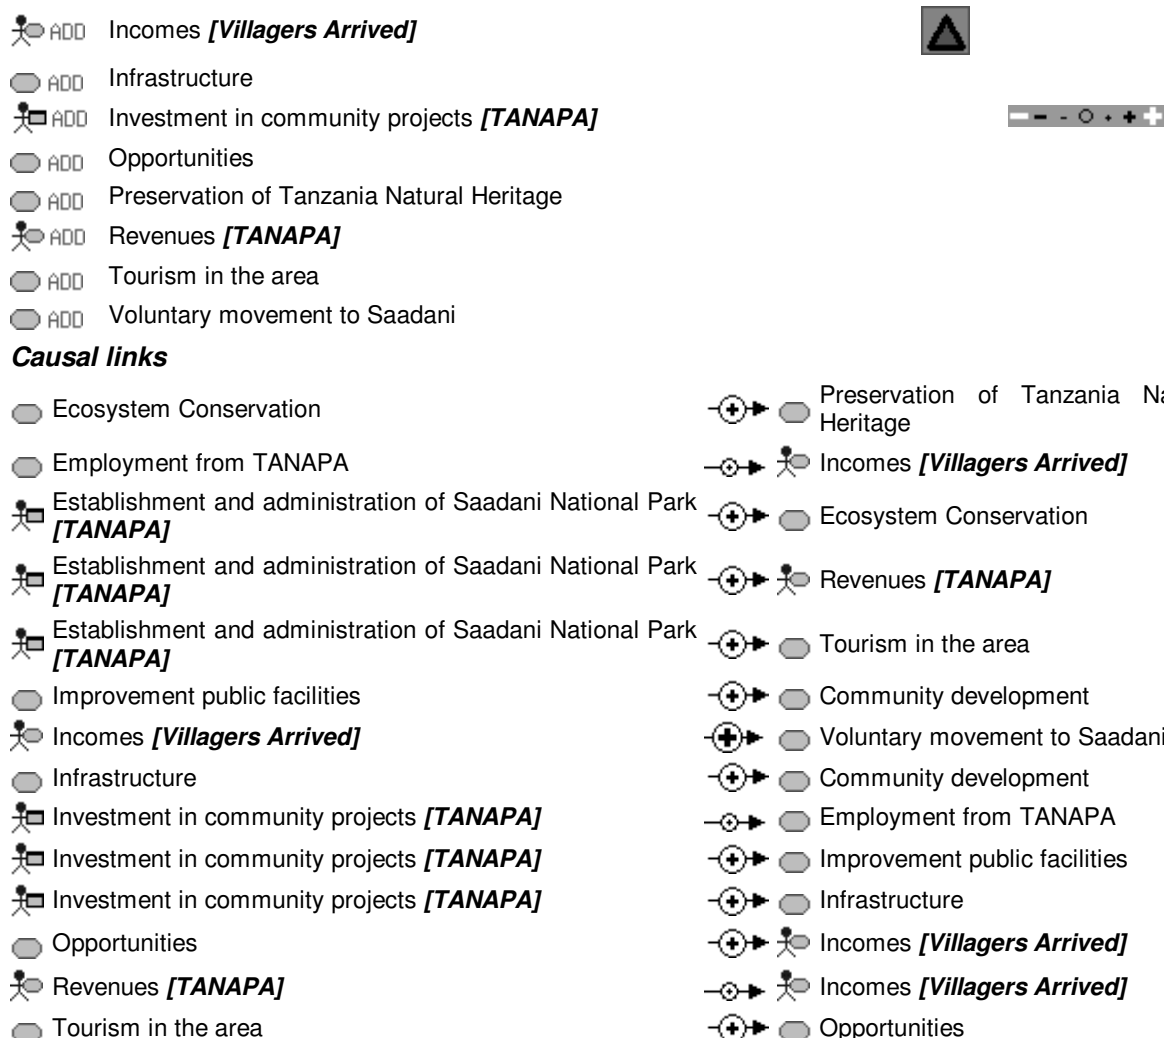 ADD Incomes [Villagers Arrived]
ADD Infrastructure
ADD Investment in community projects [TANAPA]
ADD Opportunities
ADD Preservation of Tanzania Natural Heritage
ADD Revenues [TANAPA]
ADD Tourism in the area
ADD Voluntary movement to Saadani
Causal links
Ecosystem Conservation
Preservation of Tanzania Na
Heritage
Employment from TANAPA
Incomes [Villagers Arrived]
Establishment and administration of Saadani National Park
[TANAPA]
Ecosystem Conservation
Establishment and administration of Saadani National Park
[TANAPA]
Revenues [TANAPA]
Establishment and administration of Saadani National Park
[TANAPA]
Tourism in the area
Improvement public facilities
Community development
Incomes [Villagers Arrived]
Voluntary movement to Saadani
Infrastructure
Community development
Investment in community projects [TANAPA]
Employment from TANAPA
Investment in community projects [TANAPA]
Improvement public facilities
Investment in community projects [TANAPA]
Infrastructure
Opportunities
Incomes [Villagers Arrived]
Revenues [TANAPA]
Incomes [Villagers Arrived]
Tourism in the area
Opportunities